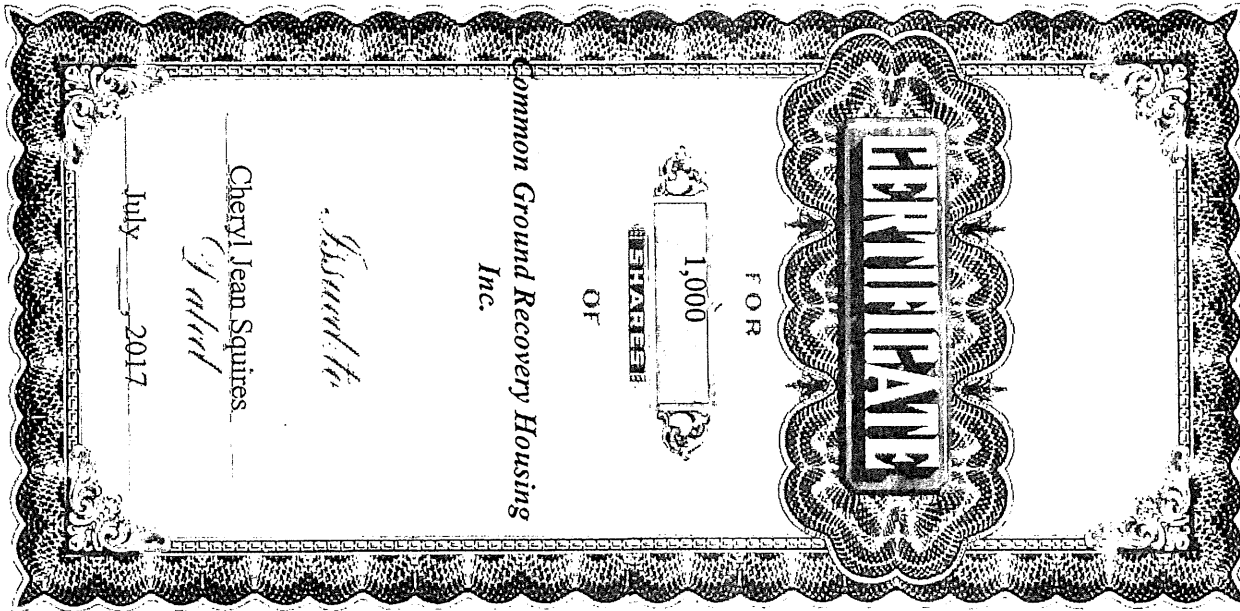 CERTIFICATE
FOR
1,000
SHARES
OF
Common Ground Recovery Housing
Inc.
Issued to
Cheryl Jean Squires
Dated
July 2017